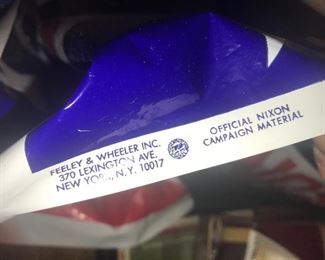 FEELEY & WHEELER INC.
370 LEXINGTON AVE.
NEW YORK, N.Y. 10017
OFFICIAL NIXON
CAMPAIGN MATERIAL